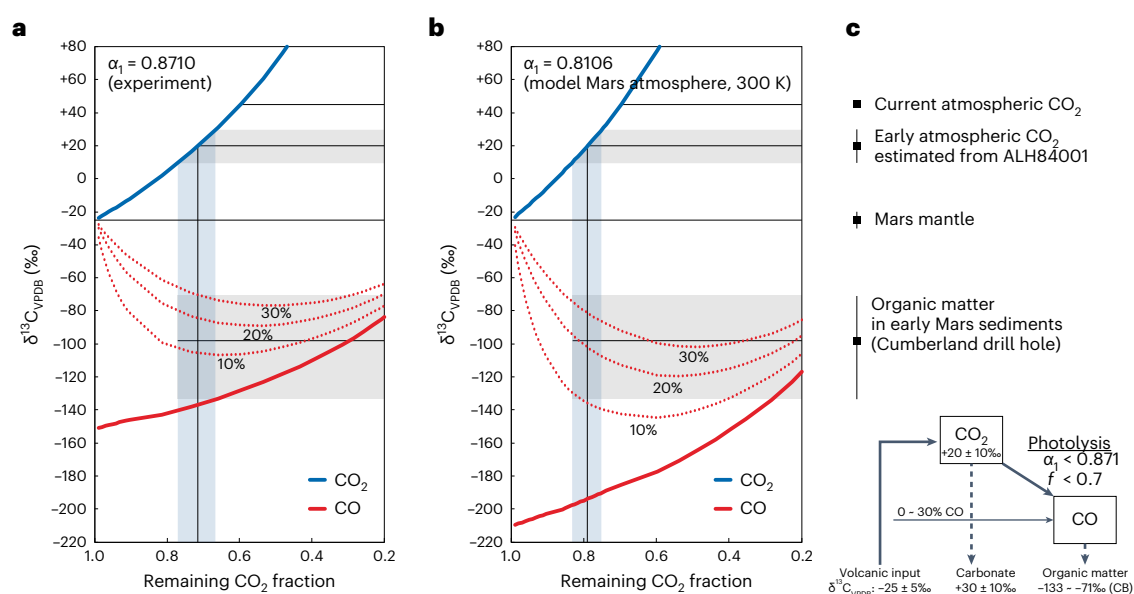 a
+80
+60
+40
+20
0
−20
−40
−60
−80
−100
−120
−140
−160
−180
−200
−220
δ13CVPDB (‰)
α1 = 0.8710
(experiment)
30%
20%
10%
CO2
CO
1.0
0.8
0.6
0.4
0.2
Remaining CO2 fraction
b
+80
+60
+40
+20
0
−20
−40
−60
−80
−100
−120
−140
−160
−180
−200
−220
δ13CVPDB (‰)
α1 = 0.8106
(model Mars atmosphere, 300 K)
30%
20%
10%
CO2
CO
1.0
0.8
0.6
0.4
0.2
Remaining CO2 fraction
c
Current atmospheric CO2
Early atmospheric CO2
estimated from ALH84001
Mars mantle
Organic matter
in early Mars sediments
(Cumberland drill hole)
CO2
+20 ± 10‰
Photolysis
α1 < 0.871
f < 0.7
0 - 30% CO
CO
Volcanic input
δ13CVPDB: −25 ± 5‰
Carbonate
+30 ± 10‰
Organic matter
−133 - −71‰ (CB)